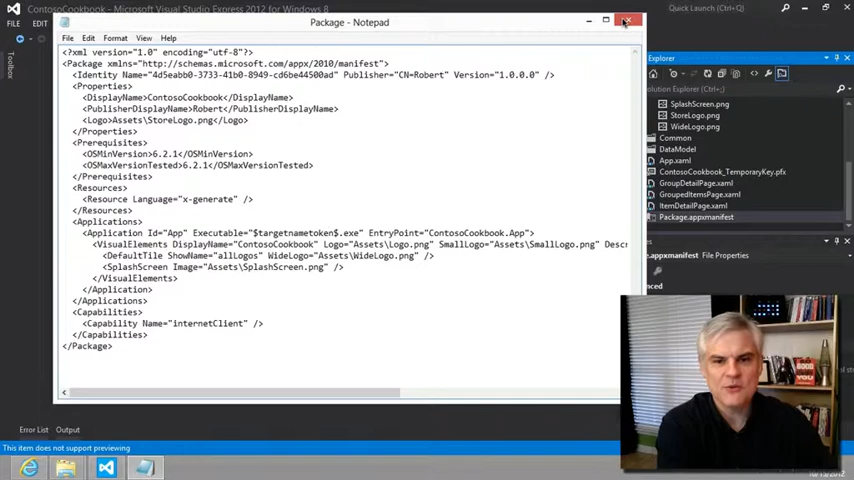 ContosoCookbook - Microsoft Visual Studio Express 2012 for Windows 8
Quick Launch (Ctrl+Q)
FILE EDIT
Toolbox
Package - Notepad
File Edit Format View Help
<?xml version="1.0" encoding="utf-8"?>
<Package xmlns="http://schemas.microsoft.com/appx/2010/manifest">
<Identity Name="4d5eabb0-3733-41b0-8949-cd6be44500ad" Publisher="CN=Robert" Version="1.0.0.0" />
<Properties>
<DisplayName>ContosoCookbook</DisplayName>
<PublisherDisplayName>Robert</PublisherDisplayName>
<Logo>Assets\StoreLogo.png</Logo>
</Properties>
<Prerequisites>
<OSMinVersion>6.2.1</OSMinVersion>
<OSMaxVersionTested>6.2.1</OSMaxVersionTested>
</Prerequisites>
<Resources>
<Resource Language="x-generate" />
</Resources>
<Applications>
<Application Id="App" Executable="$targetnametoken$.exe" EntryPoint="ContosoCookbook.App">
<VisualElements DisplayName="ContosoCookbook" Logo="Assets\Logo.png" SmallLogo="Assets\SmallLogo.png" Descr
<DefaultTile ShowName="allLogos" WideLogo="Assets\WideLogo.png" />
<SplashScreen Image="Assets\SplashScreen.png" />
</VisualElements>
</Application>
</Applications>
<Capabilities>
<Capability Name="internetClient" />
</Capabilities>
</Package>
Explorer
olution Explorer (Ctrl+;)
SplashScreen.png
StoreLogo.png
WideLogo.png
Common
DataModel
App.xaml
ContosoCookbook_TemporaryKey.pfx
GroupDetailPage.xaml
GroupedItemsPage.xaml
ItemDetailPage.xaml
Package.appxmanifest
es
e.appxmanifest File Properties
nced
Error List Output
This item does not support previewing